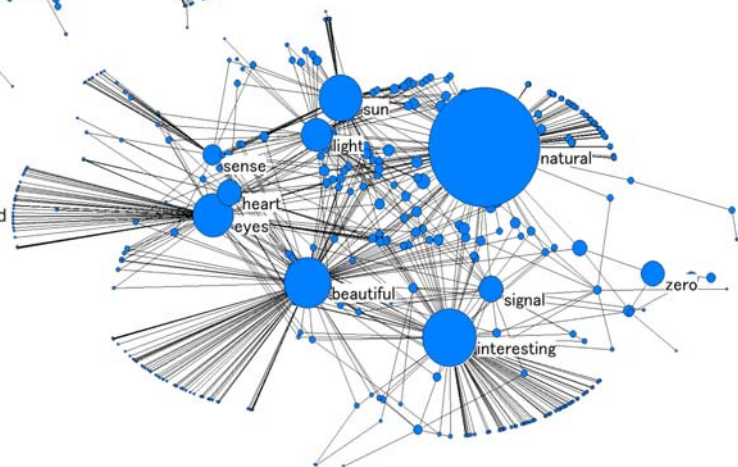 sun
light
natural
sense
heart
d
eyes
zero
beautiful
signal
interesting